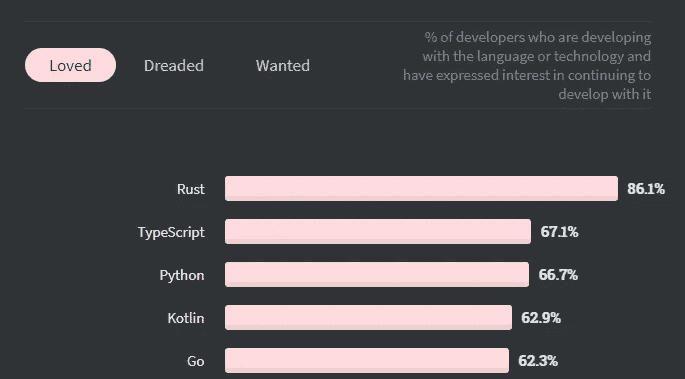 Loved Dreaded Wanted
% of developers who are developing
with the language or technology and
have expressed interest in continuing to
develop with it
Rust 86.1%
TypeScript 67.1%
Python 66.7%
Kotlin 62.9%
Go 62.3%